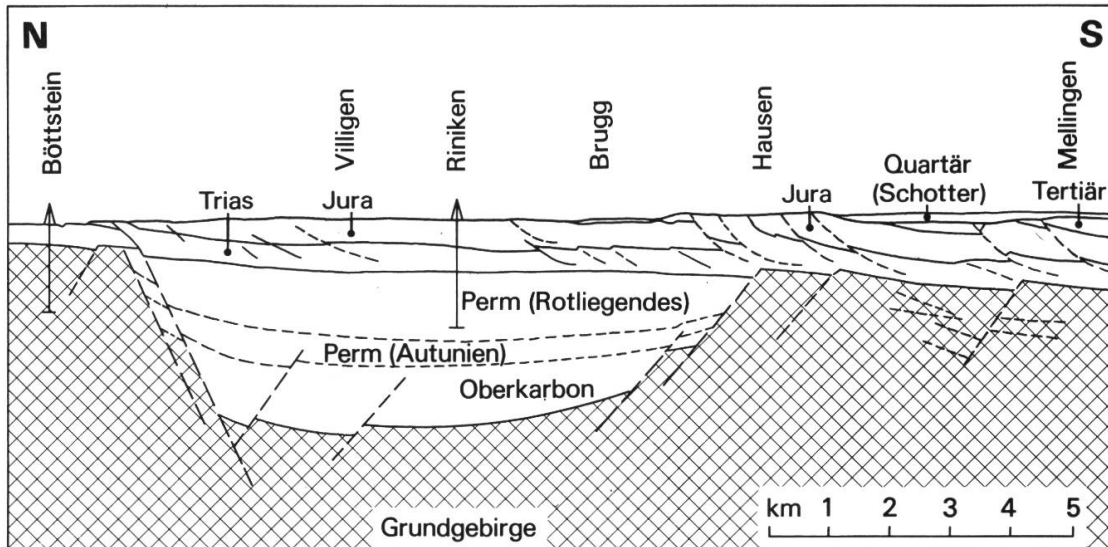 N
S
Böttstein
Villigen
Riniken
Brugg
Hausen
Mellingen
Quartär
(Schotter)
Trias
Jura
Jura
Tertiär
Perm (Rotliegendes)
Perm (Autunien)
Oberkarbon
Grundgebirge
km 1 2 3 4 5